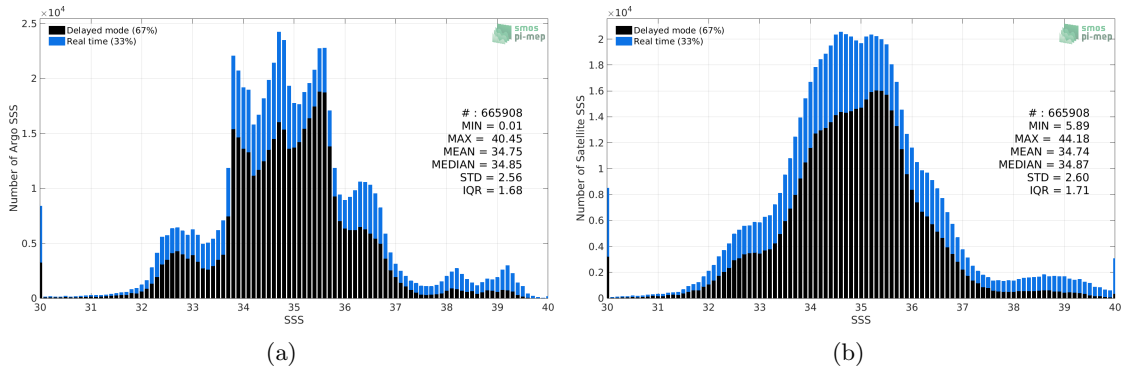 ×10⁴
Delayed mode (67%)
Real time (33%)
smos
pi-mep
# : 665908
MIN = 0.01
MAX = 40.45
MEAN = 34.75
MEDIAN = 34.85
STD = 2.56
IQR = 1.68
Number of Argo SSS
2.5
2
1.5
1
0.5
0
30 31 32 33 34 35 36 37 38 39 40
SSS
(a)
×10⁴
Delayed mode (67%)
Real time (33%)
smos
pi-mep
# : 665908
MIN = 5.89
MAX = 44.18
MEAN = 34.74
MEDIAN = 34.87
STD = 2.60
IQR = 1.71
Number of Satellite SSS
2
1.8
1.6
1.4
1.2
1
0.8
0.6
0.4
0.2
0
30 31 32 33 34 35 36 37 38 39 40
SSS
(b)